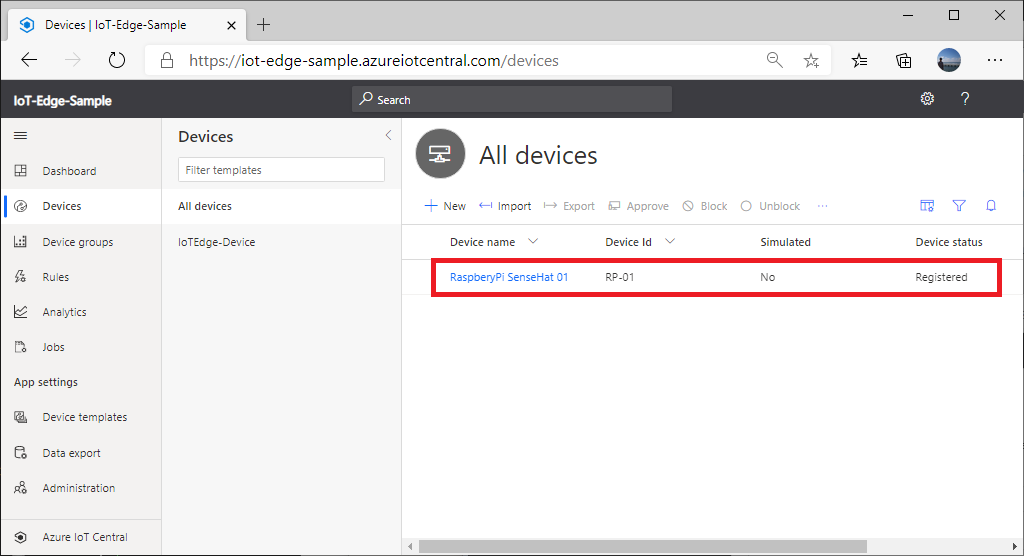 Devices | IoT-Edge-Sample
https://iot-edge-sample.azureiotcentral.com/devices
IoT-Edge-Sample
Search
?
Devices
Filter templates
All devices
IoTEdge-Device
Dashboard
Devices
Device groups
Rules
Analytics
Jobs
App settings
Device templates
Data export
Administration
Azure IoT Central
All devices
New Import Export Approve Block Unblock ...
Device name Device Id Simulated Device status
RaspberyPi SenseHat 01 RP-01 No Registered